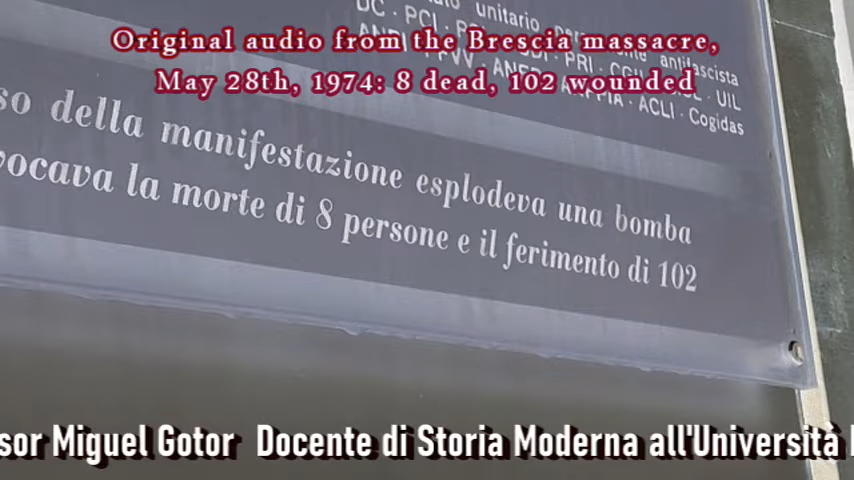 Original audio from the Brescia massacre,
May 28th, 1974: 8 dead, 102 wounded
unitario antifascista
DC · PCI · PRI · UIL
ACLI · Cogidas
so della manifestazione esplodeva una bomba
vocava la morte di 8 persone e il ferimento di 102
sor Miguel Gotor Docente di Storia Moderna all'Università